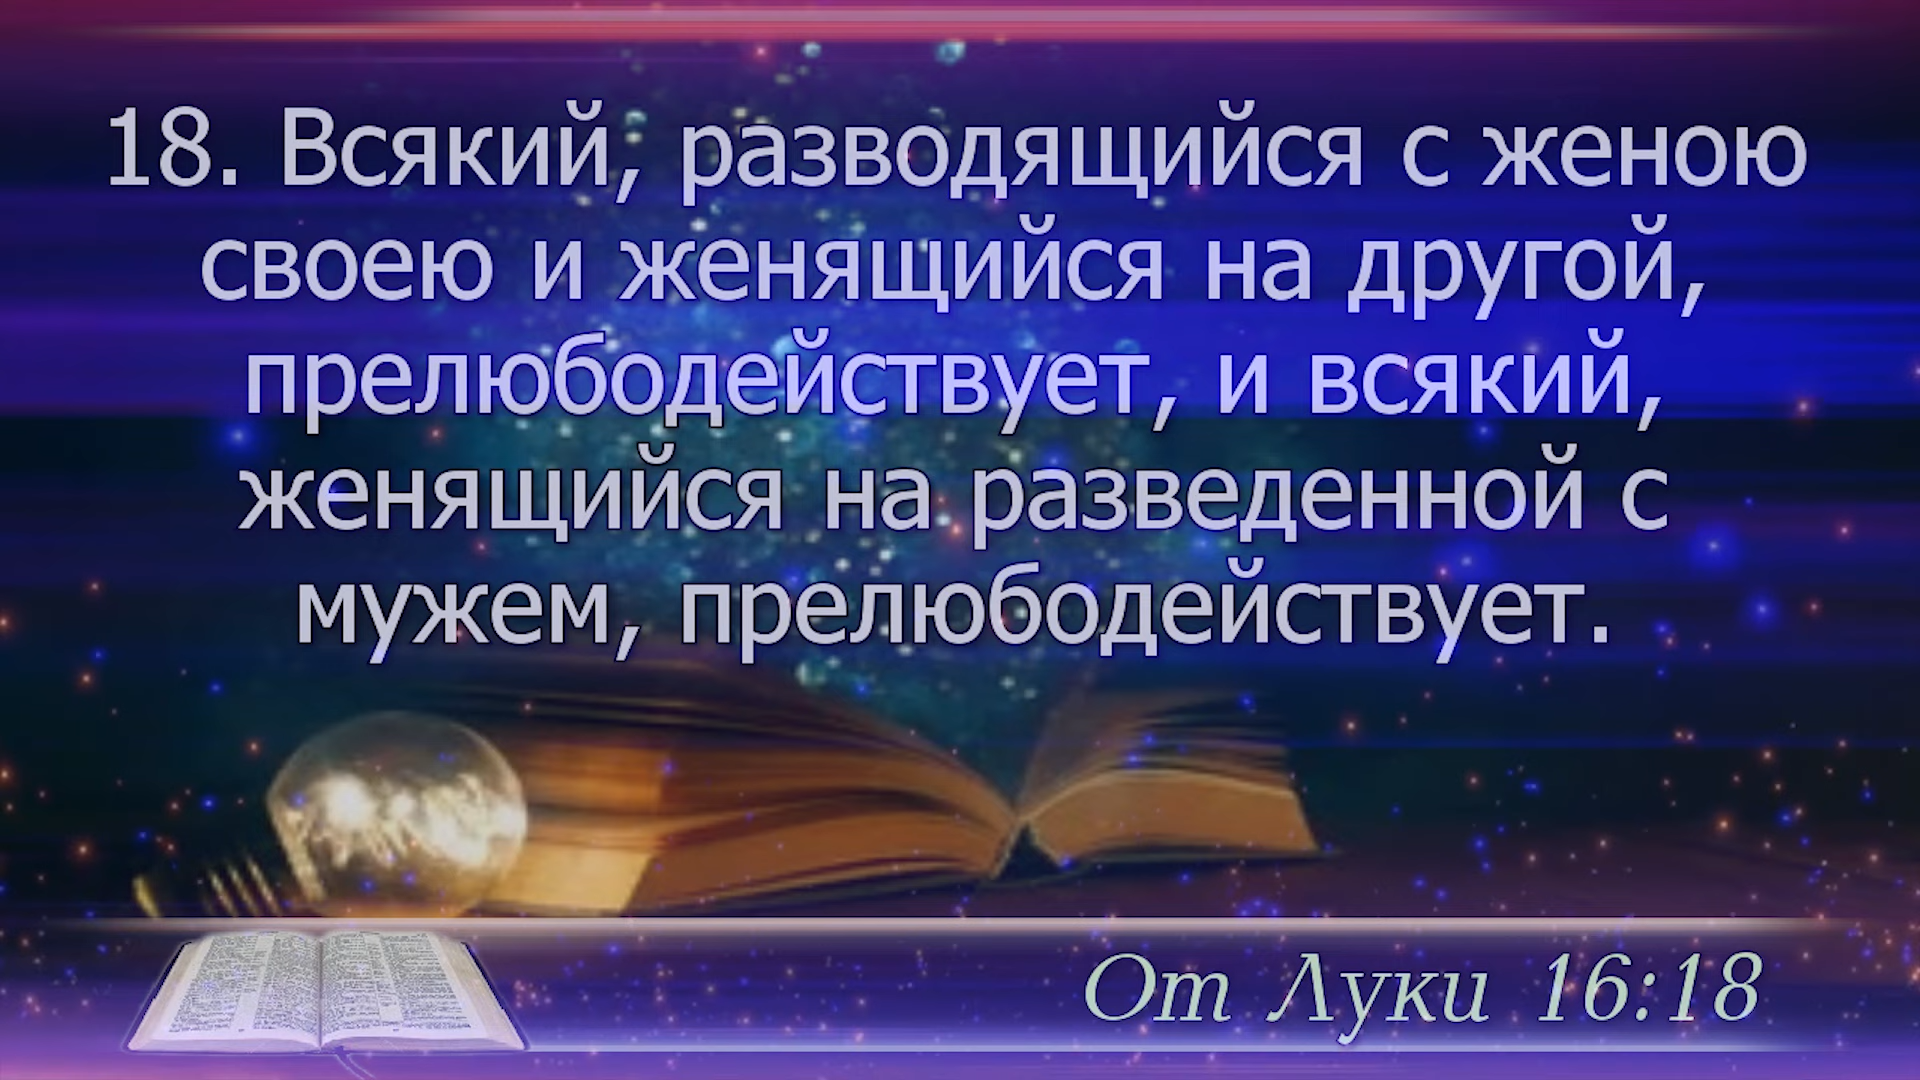 18. Всякий, разводящийся с женою
своею и женящийся на другой,
прелюбодействует, и всякий,
женящийся на разведенной с
мужем, прелюбодействует.
От Луки 16:18